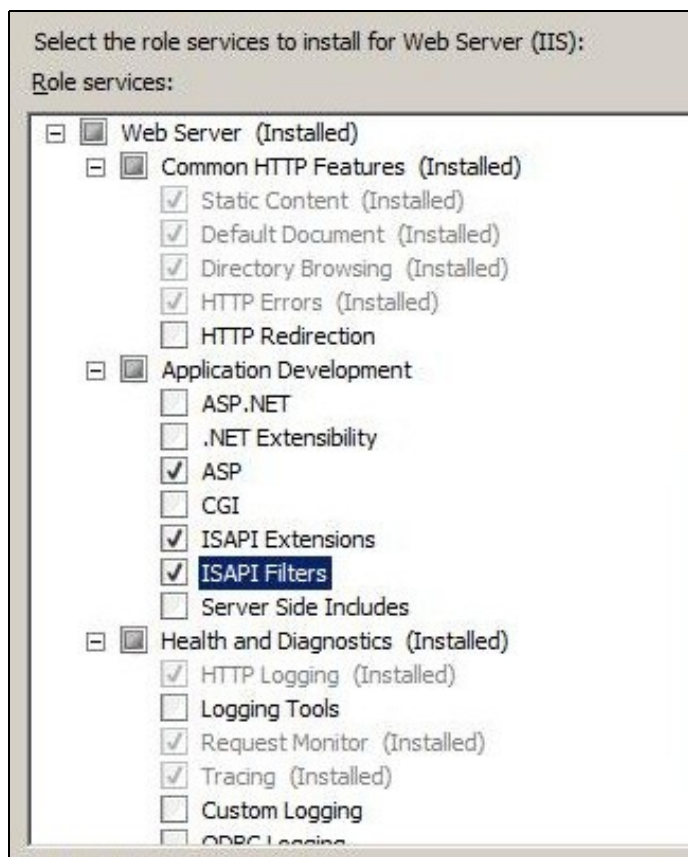 Select the role services to install for Web Server (IIS):
Role services:
Web Server (Installed)
Common HTTP Features (Installed)
Static Content (Installed)
Default Document (Installed)
Directory Browsing (Installed)
HTTP Errors (Installed)
HTTP Redirection
Application Development
ASP.NET
.NET Extensibility
ASP
CGI
ISAPI Extensions
ISAPI Filters
Server Side Includes
Health and Diagnostics (Installed)
HTTP Logging (Installed)
Logging Tools
Request Monitor (Installed)
Tracing (Installed)
Custom Logging
ODBC Logging